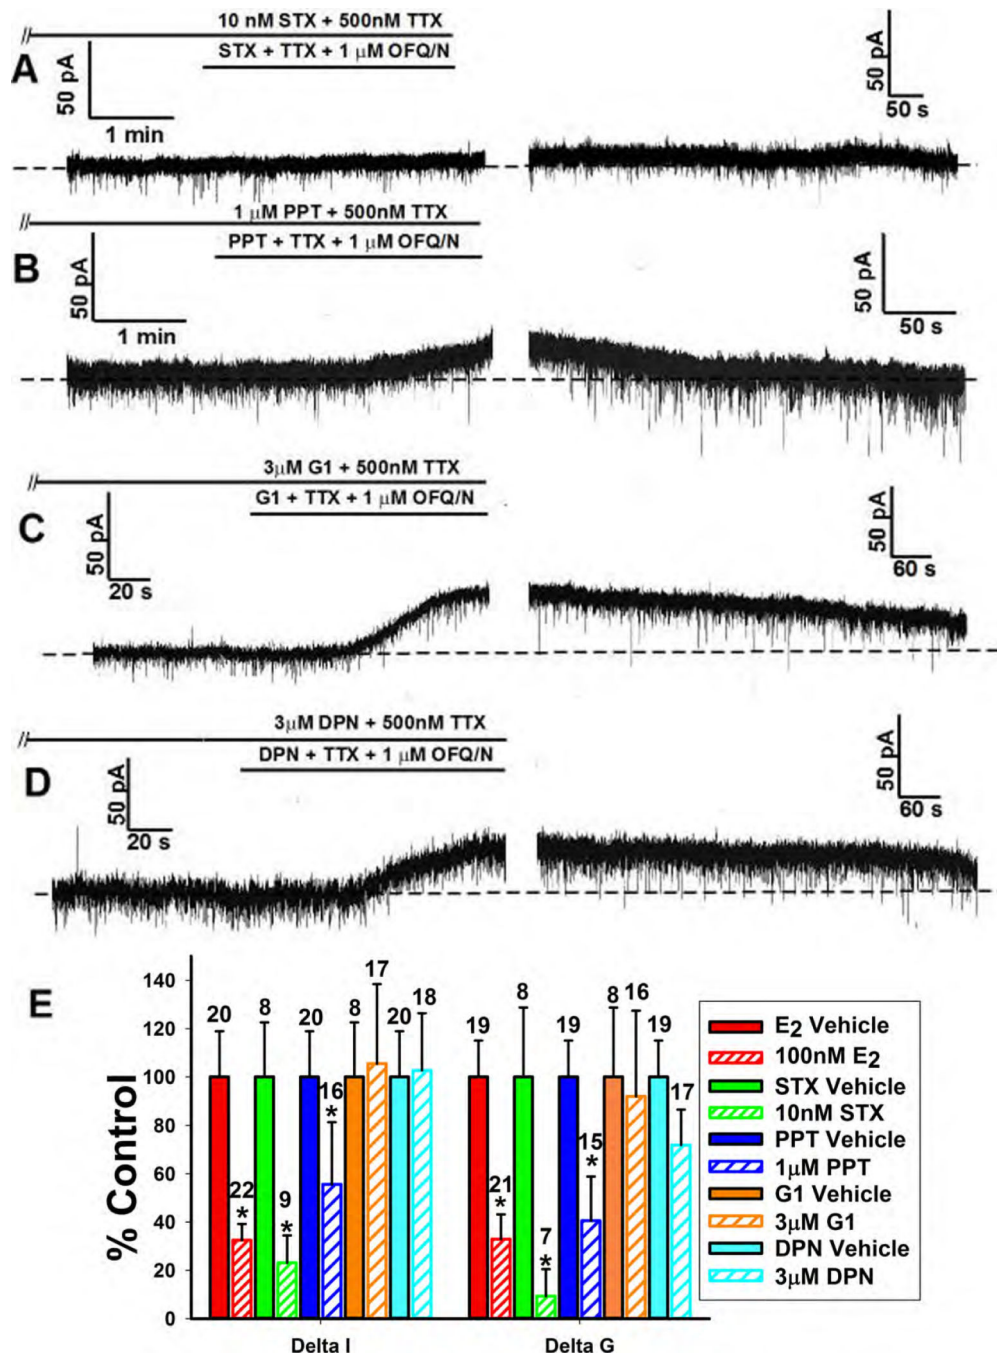 10 nM STX + 500nM TTX
STX + TTX + 1 μM OFQ/N
A
50 pA
1 min
50 pA
50 s
1 μM PPT + 500nM TTX
PPT + TTX + 1 μM OFQ/N
B
50 pA
1 min
50 pA
50 s
3μM G1 + 500nM TTX
G1 + TTX + 1 μM OFQ/N
C
50 pA
20 s
50 pA
60 s
3μM DPN + 500nM TTX
DPN + TTX + 1 μM OFQ/N
D
50 pA
20 s
50 pA
60 s
E
% Control
140
120
100
80
60
40
20
0
20
22
*
8
9
*
20
16
*
8
17
20
18
19
21
*
8
7
*
19
15
*
8
16
19
17
Delta I
Delta G
E₂ Vehicle
100nM E₂
STX Vehicle
10nM STX
PPT Vehicle
1μM PPT
G1 Vehicle
3μM G1
DPN Vehicle
3μM DPN